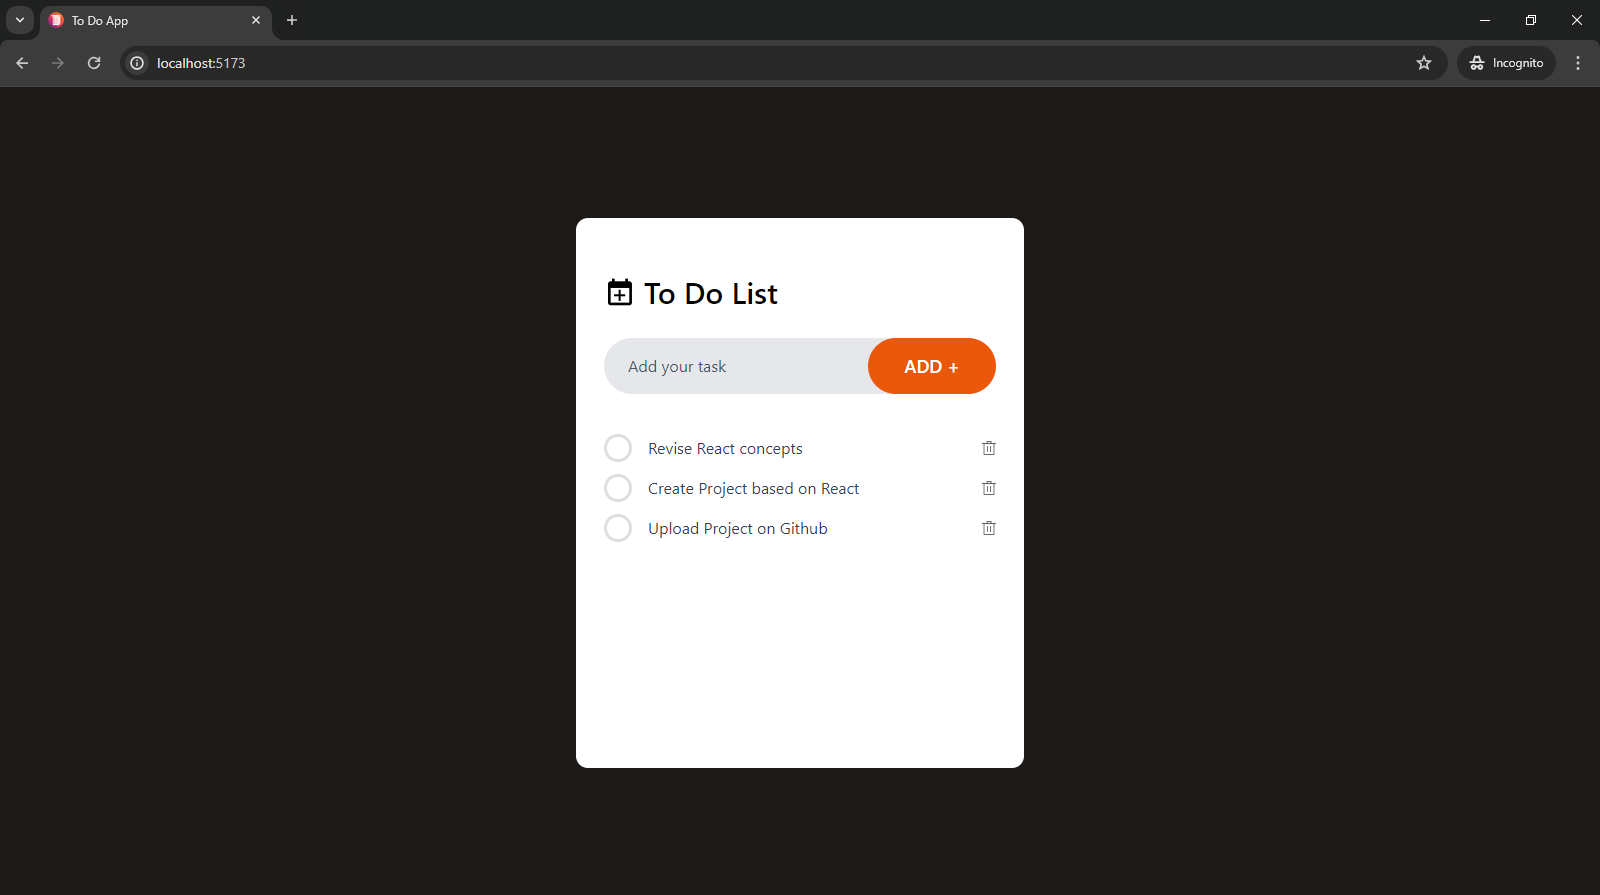 To Do App
localhost:5173
Incognito
To Do List
Add your task
ADD +
Revise React concepts
Create Project based on React
Upload Project on Github